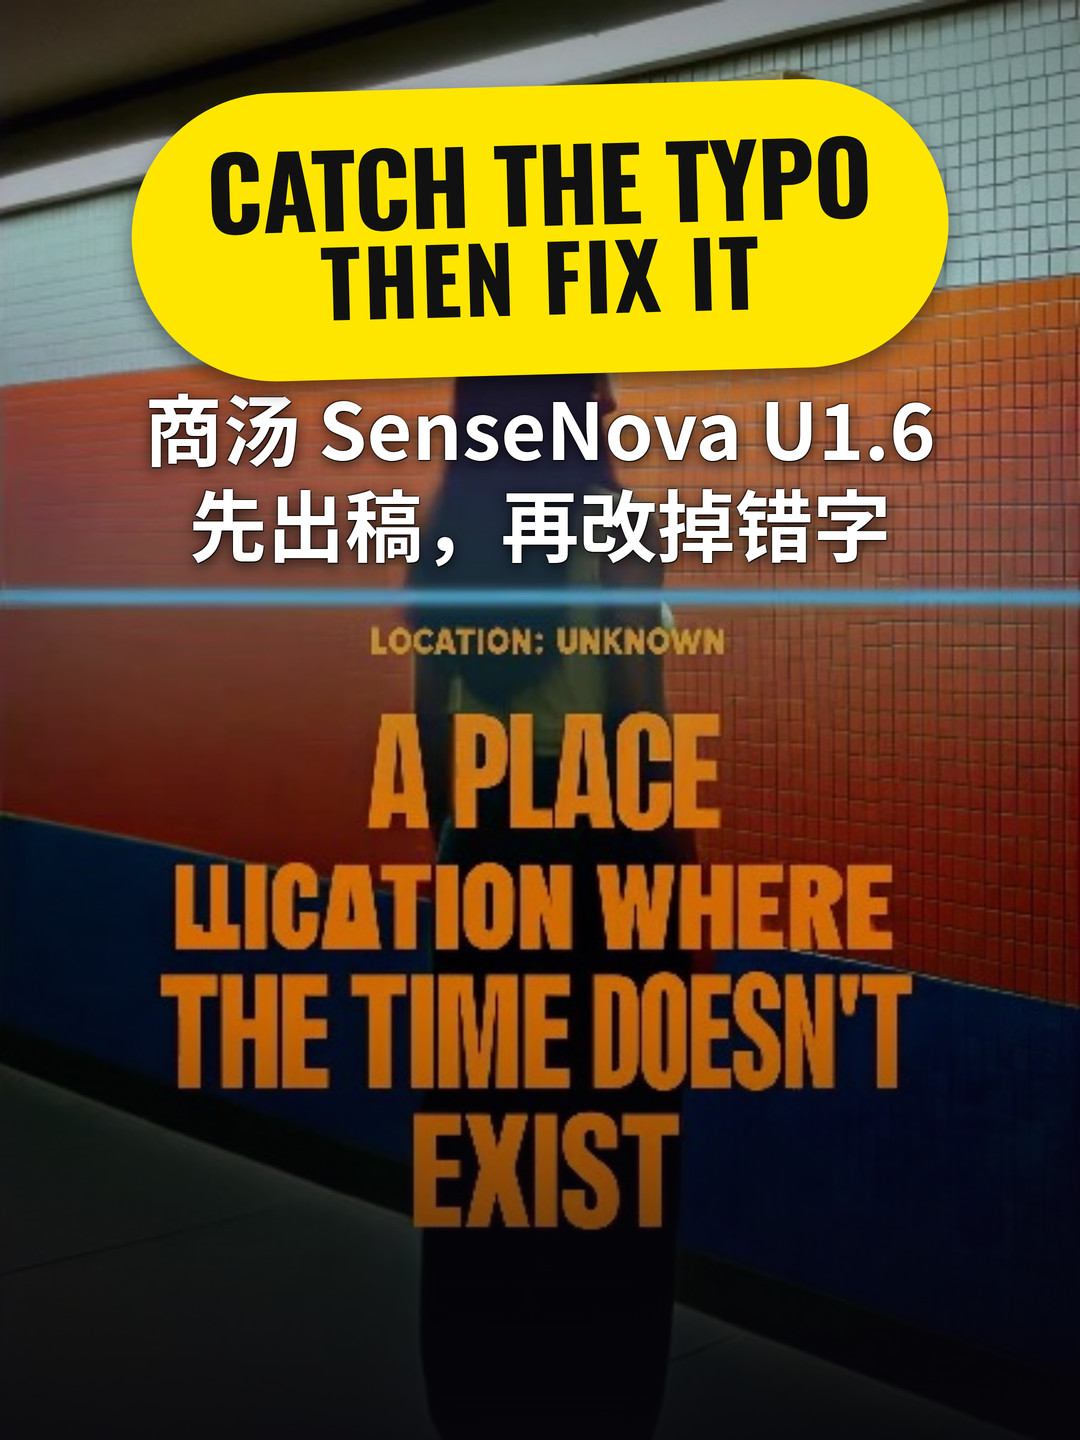 CATCH THE TYPO
THEN FIX IT
商汤 SenseNova U1.6
先出稿，再改掉错字
LOCATION: UNKNOWN
A PLACE
LLICATION WHERE
THE TIME DOESN'T
EXIST